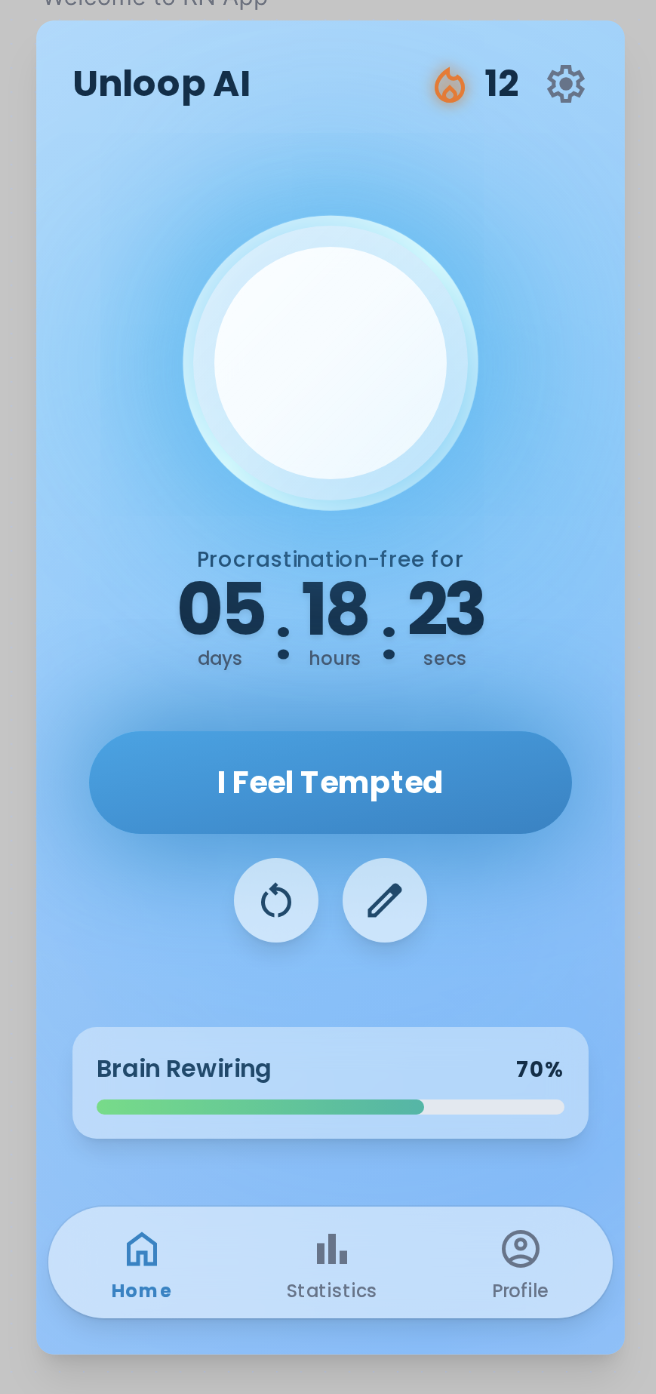 Welcome to RN App
Unloop AI
12
Procrastination-free for
05 : 18 : 23
days hours secs
I Feel Tempted
Brain Rewiring 70%
Home Statistics Profile